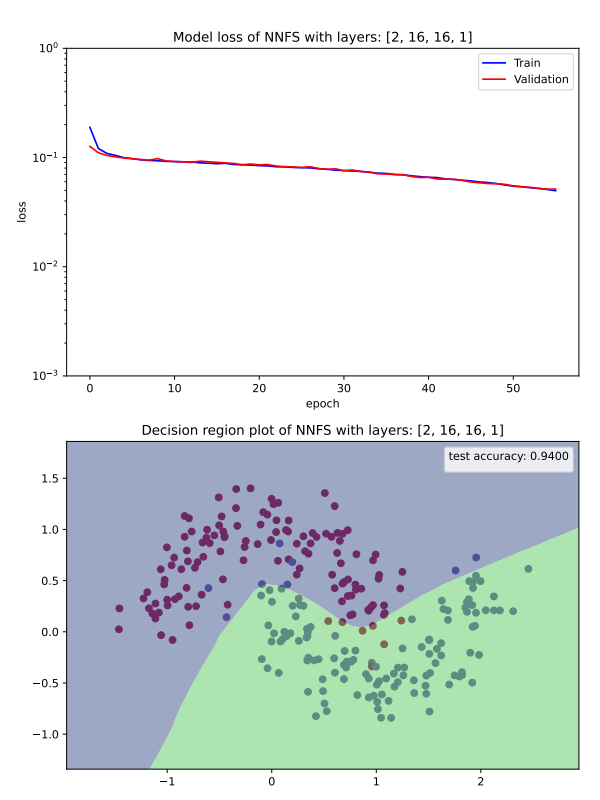 Model loss of NNFS with layers: [2, 16, 16, 1]
10⁰
Train
Validation
10⁻¹
loss
10⁻²
10⁻³
0 10 20 30 40 50
epoch
Decision region plot of NNFS with layers: [2, 16, 16, 1]
test accuracy: 0.9400
1.5
1.0
0.5
0.0
−0.5
−1.0
−1 0 1 2